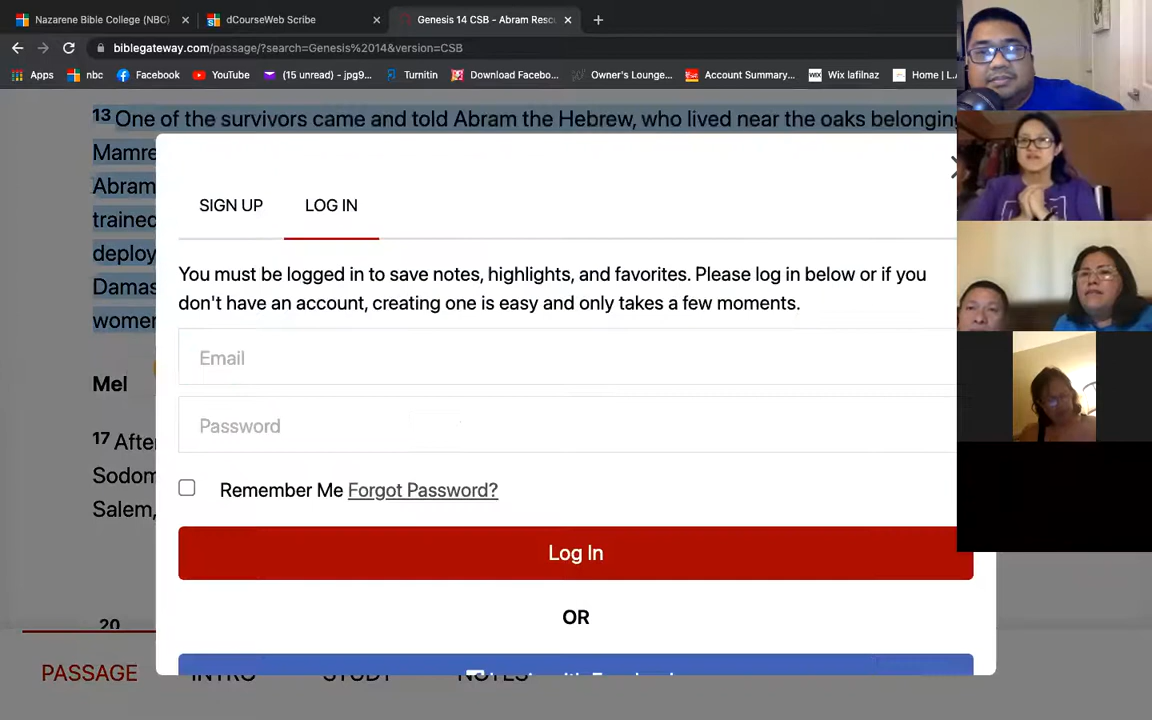 Nazarene Bible College (NBC)
dCourseWeb Scribe
Genesis 14 CSB - Abram Resc
biblegateway.com/passage/?search=Genesis%2014&version=CSB
Apps nbc Facebook YouTube (15 unread) - jpg9... Turnitin Download Facebo... Owner's Lounge... Account Summary... WIX Wix lafilnaz Home | L.A
13 One of the survivors came and told Abram the Hebrew, who lived near the oaks belonging
Mamre
Abram
trained
deploy
Damas
women
Mel
17 After
Sodom
Salem,
20
SIGN UP LOG IN
You must be logged in to save notes, highlights, and favorites. Please log in below or if you
don't have an account, creating one is easy and only takes a few moments.
Email
Password
Remember Me Forgot Password?
Log In
OR
PASSAGE INTRO STUDY NOTES